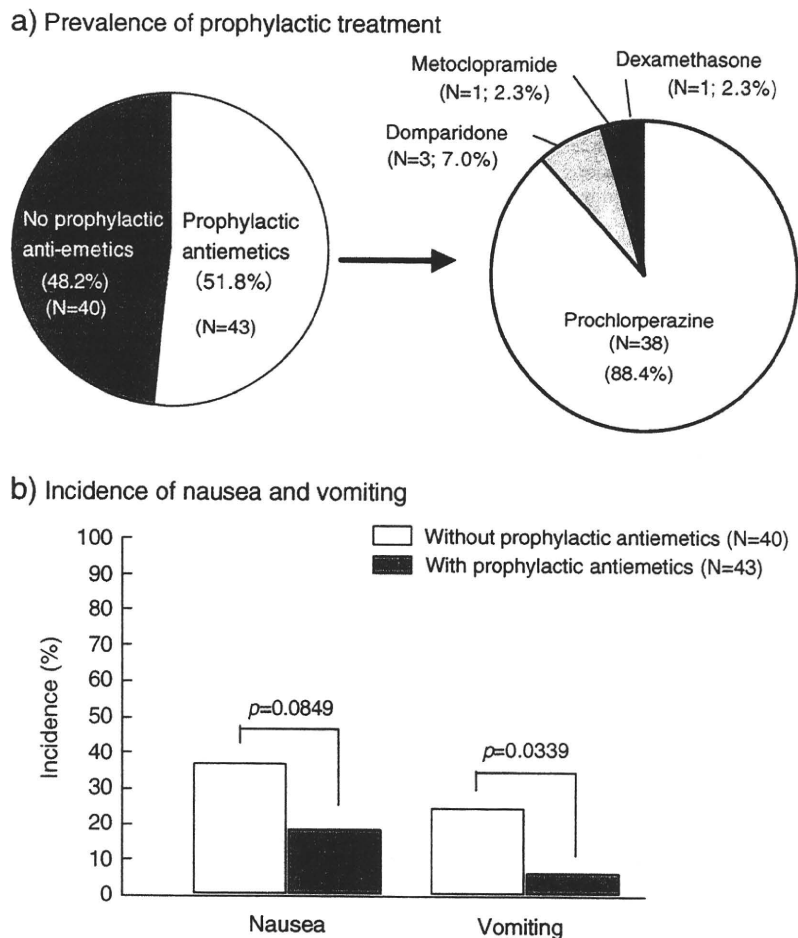 a) Prevalence of prophylactic treatment
Metoclopramide
(N=1; 2.3%)
Dexamethasone
(N=1; 2.3%)
Domparidone
(N=3; 7.0%)
No prophylactic
anti-emetics
(48.2%)
(N=40)
Prophylactic
antiemetics
(51.8%)
(N=43)
Prochlorperazine
(N=38)
(88.4%)
b) Incidence of nausea and vomiting
Without prophylactic antiemetics (N=40)
With prophylactic antiemetics (N=43)
Incidence (%)
100
90
80
70
60
50
40
30
20
10
0
p=0.0849
p=0.0339
Nausea
Vomiting